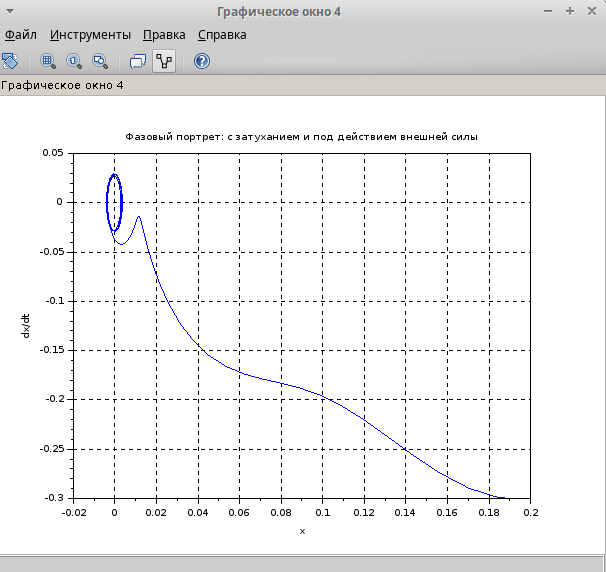 Графическое окно 4
Файл Инструменты Правка Справка
Графическое окно 4
Фазовый портрет: с затуханием и под действием внешней силы
0.05
0
-0.05
-0.1
-0.15
-0.2
-0.25
-0.3
dx/dt
-0.02 0 0.02 0.04 0.06 0.08 0.1 0.12 0.14 0.16 0.18 0.2
x